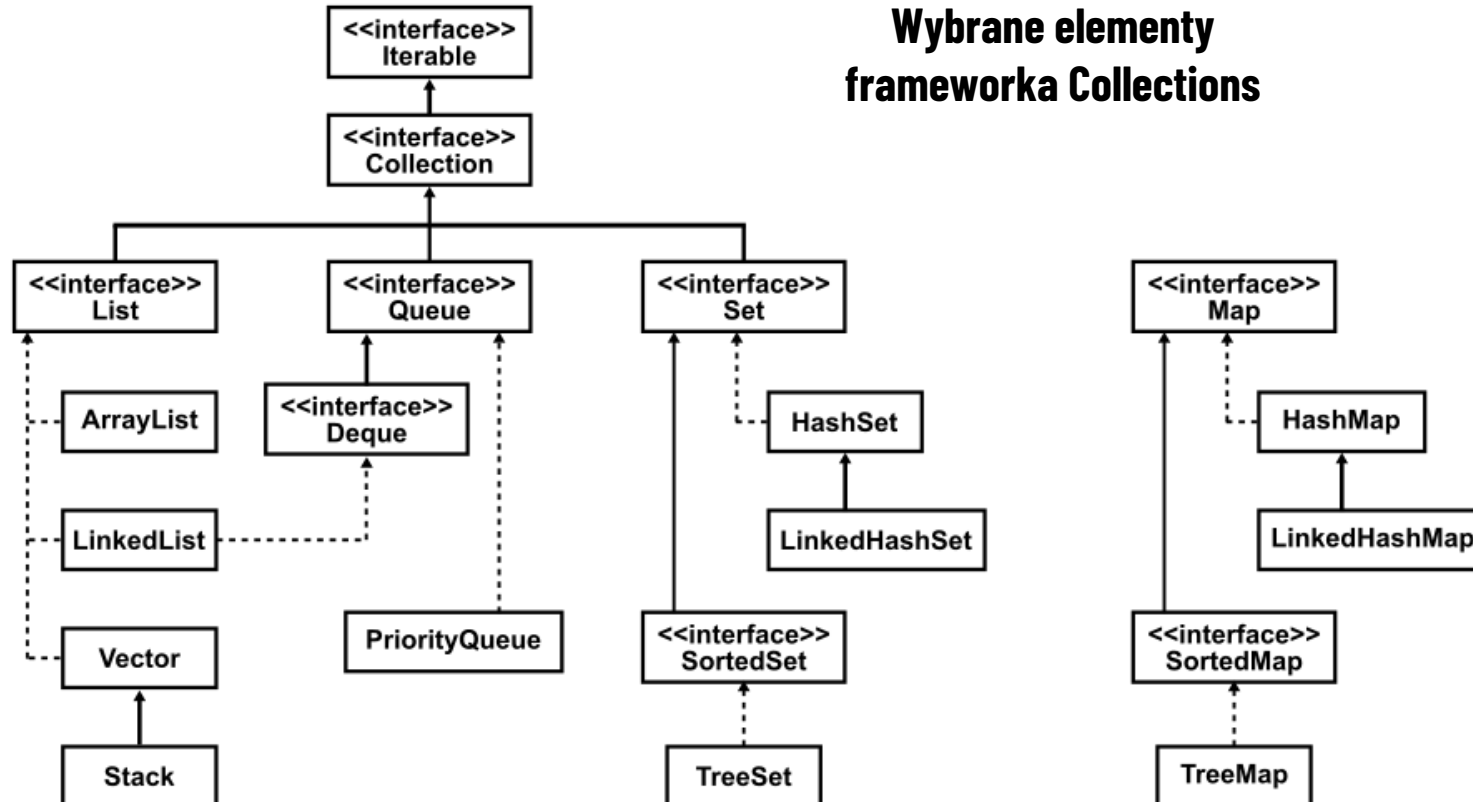 Wybrane elementy
frameworka Collections
<<interface>>
Iterable
<<interface>>
Collection
<<interface>>
List
<<interface>>
Queue
<<interface>>
Set
<<interface>>
Map
ArrayList
<<interface>>
Deque
HashSet
HashMap
LinkedList
LinkedHashSet
LinkedHashMap
Vector
PriorityQueue
<<interface>>
SortedSet
<<interface>>
SortedMap
Stack
TreeSet
TreeMap